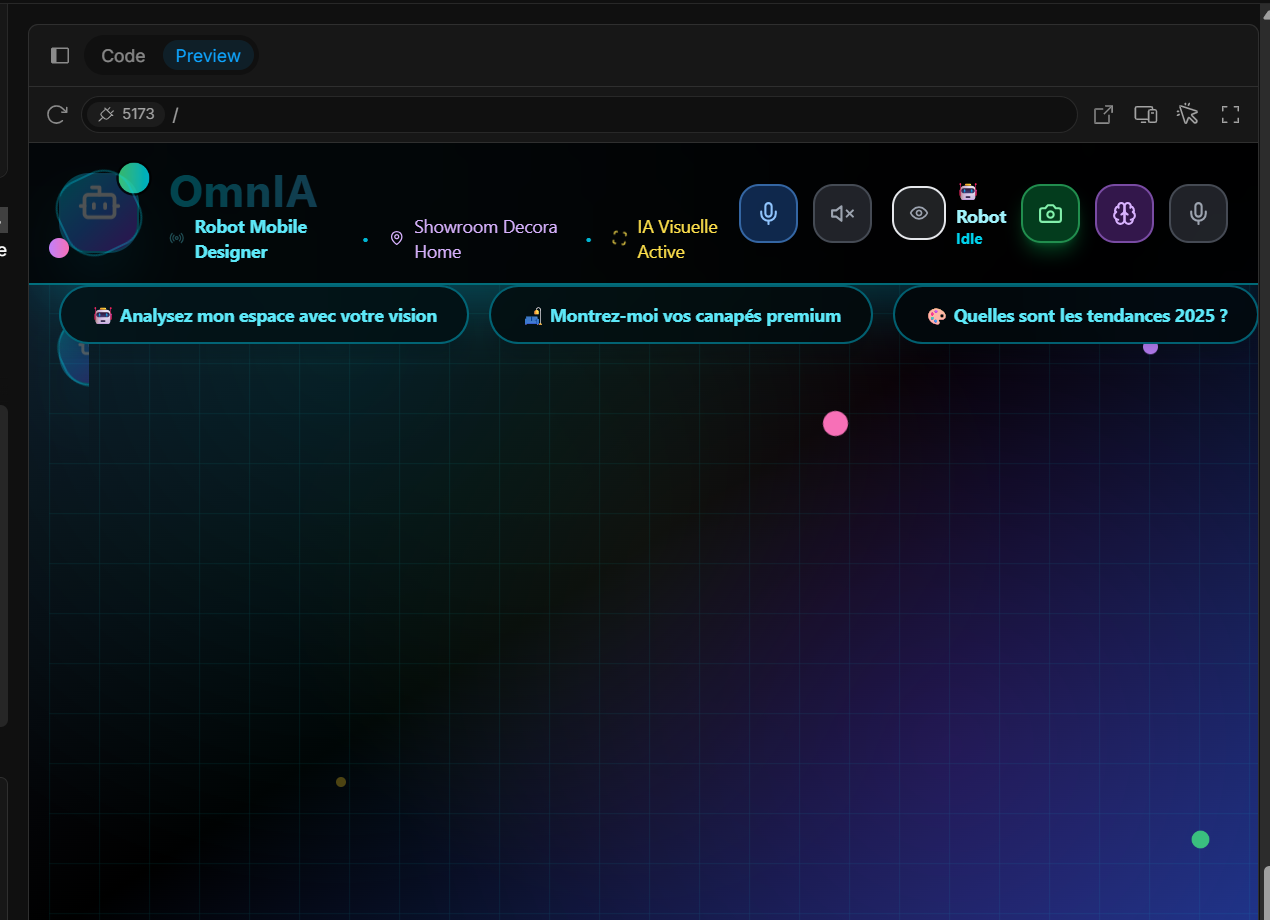 Code
Preview
5173
/
OmnIA
Robot Mobile
Designer
Showroom Decora
Home
IA Visuelle
Active
Robot
Idle
Analysez mon espace avec votre vision
Montrez-moi vos canapés premium
Quelles sont les tendances 2025 ?